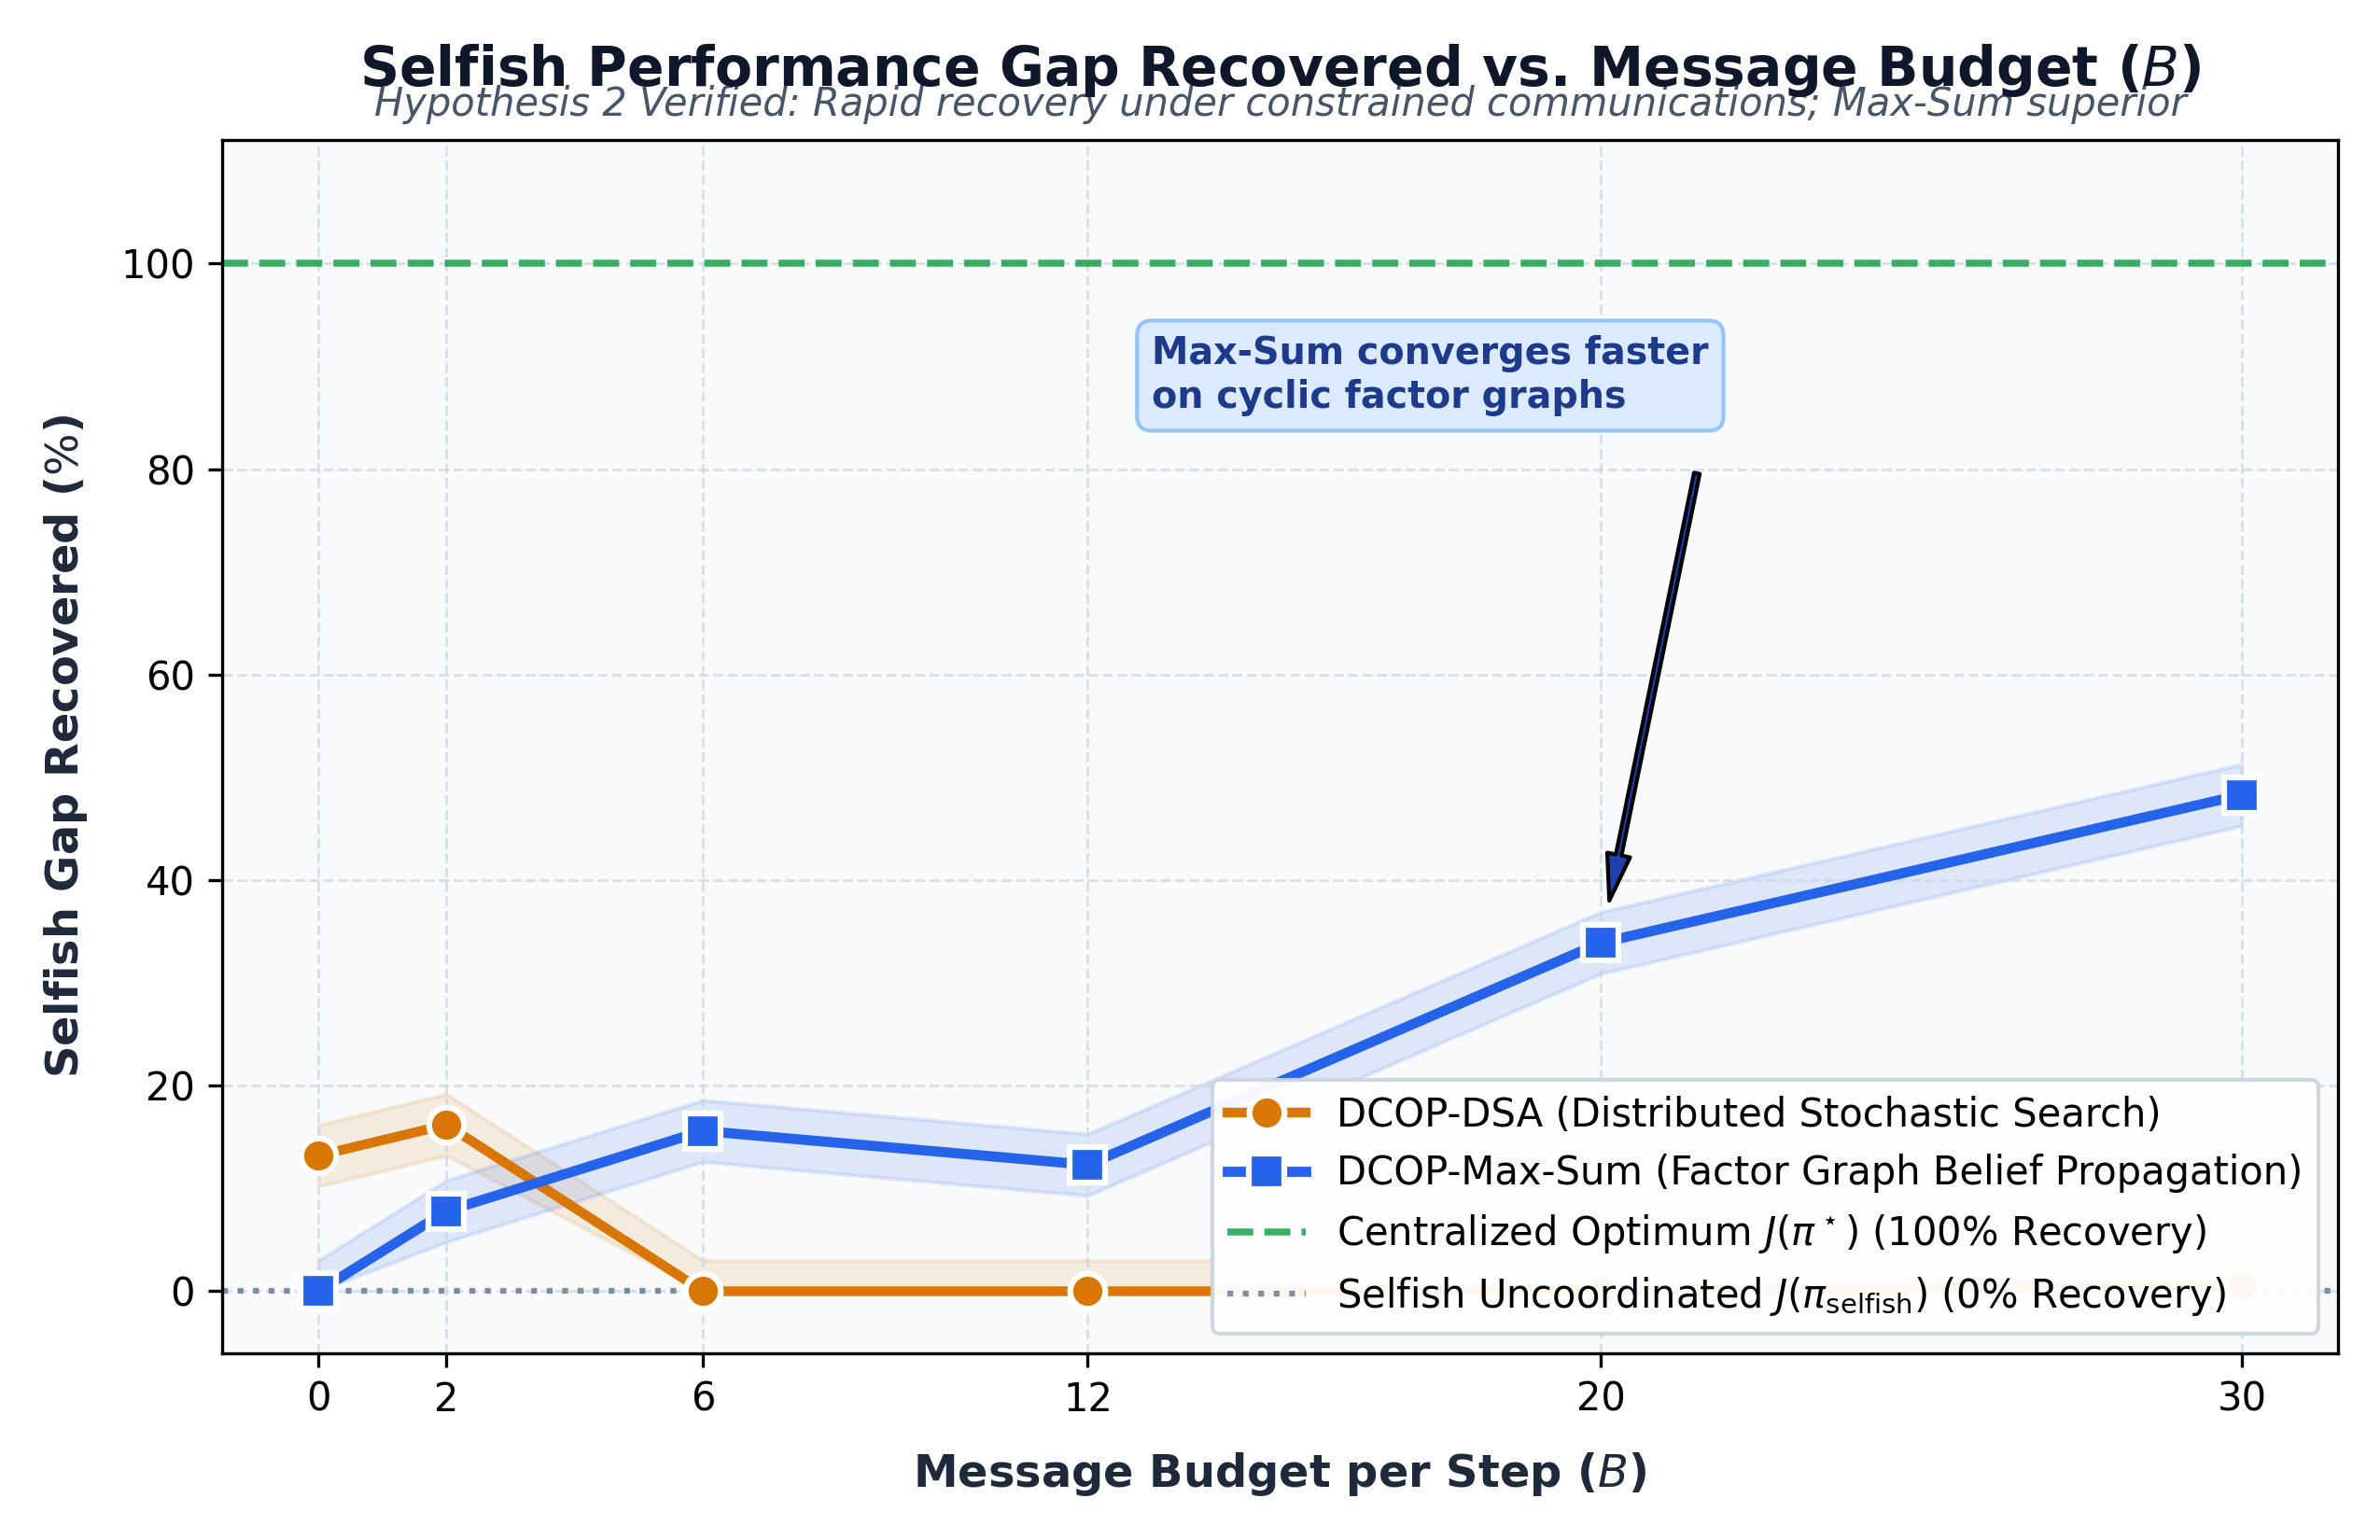 Selfish Performance Gap Recovered vs. Message Budget (B)
Hypothesis 2 Verified: Rapid recovery under constrained communications; Max-Sum superior
Selfish Gap Recovered (%)
100
80
60
40
20
0
Max-Sum converges faster
on cyclic factor graphs
DCOP-DSA (Distributed Stochastic Search)
DCOP-Max-Sum (Factor Graph Belief Propagation)
Centralized Optimum J(π⋆) (100% Recovery)
Selfish Uncoordinated J(πselfish) (0% Recovery)
0 2 6 12 20 30
Message Budget per Step (B)